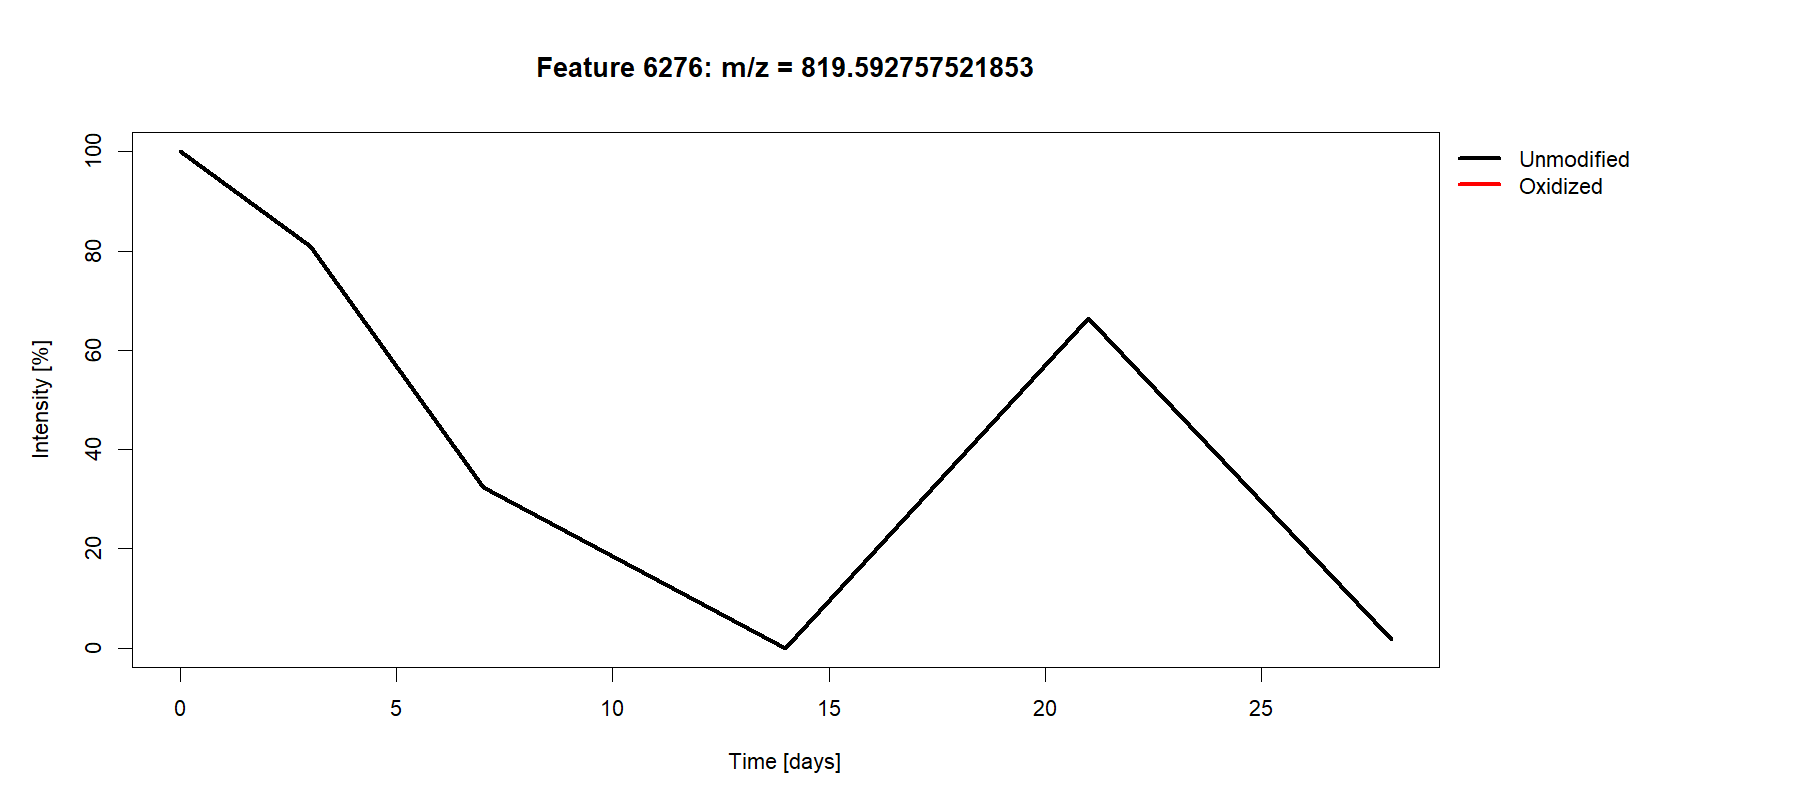 Feature 6276: m/z = 819.592757521853
Unmodified
Oxidized
Intensity [%]
100
80
60
40
20
0
0 5 10 15 20 25
Time [days]